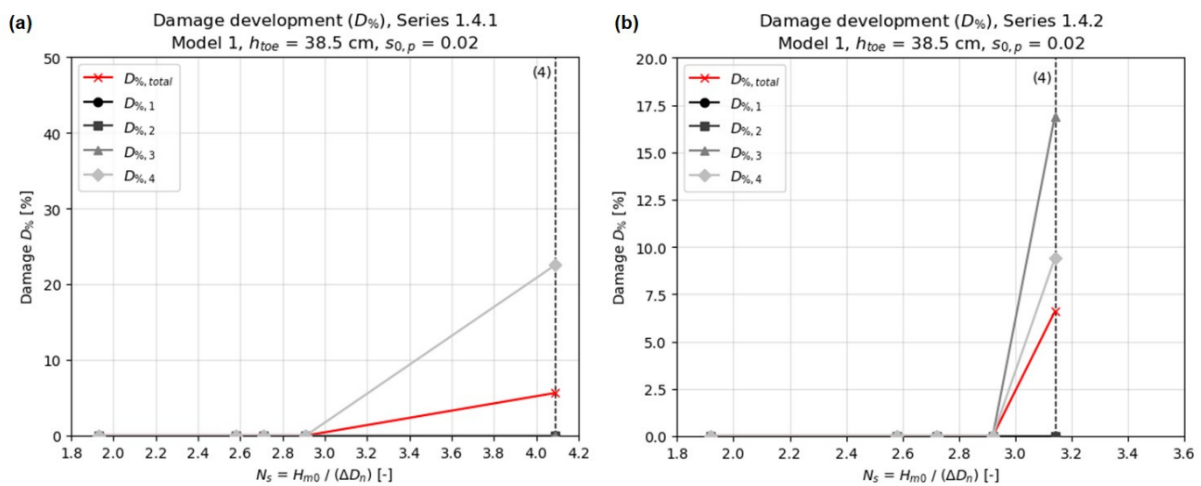 (a)
Damage development (D%), Series 1.4.1
Model 1, htoe = 38.5 cm, s0,p = 0.02
(4)
D%,total
D%,1
D%,2
D%,3
D%,4
Damage D% [%]
50
40
30
20
10
0
1.8 2.0 2.2 2.4 2.6 2.8 3.0 3.2 3.4 3.6 3.8 4.0 4.2
Ns = Hm0 / (ΔDn) [-]
(b)
Damage development (D%), Series 1.4.2
Model 1, htoe = 38.5 cm, s0,p = 0.02
(4)
D%,total
D%,1
D%,2
D%,3
D%,4
Damage D% [%]
20.0
17.5
15.0
12.5
10.0
7.5
5.0
2.5
0.0
1.8 2.0 2.2 2.4 2.6 2.8 3.0 3.2 3.4 3.6
Ns = Hm0 / (ΔDn) [-]